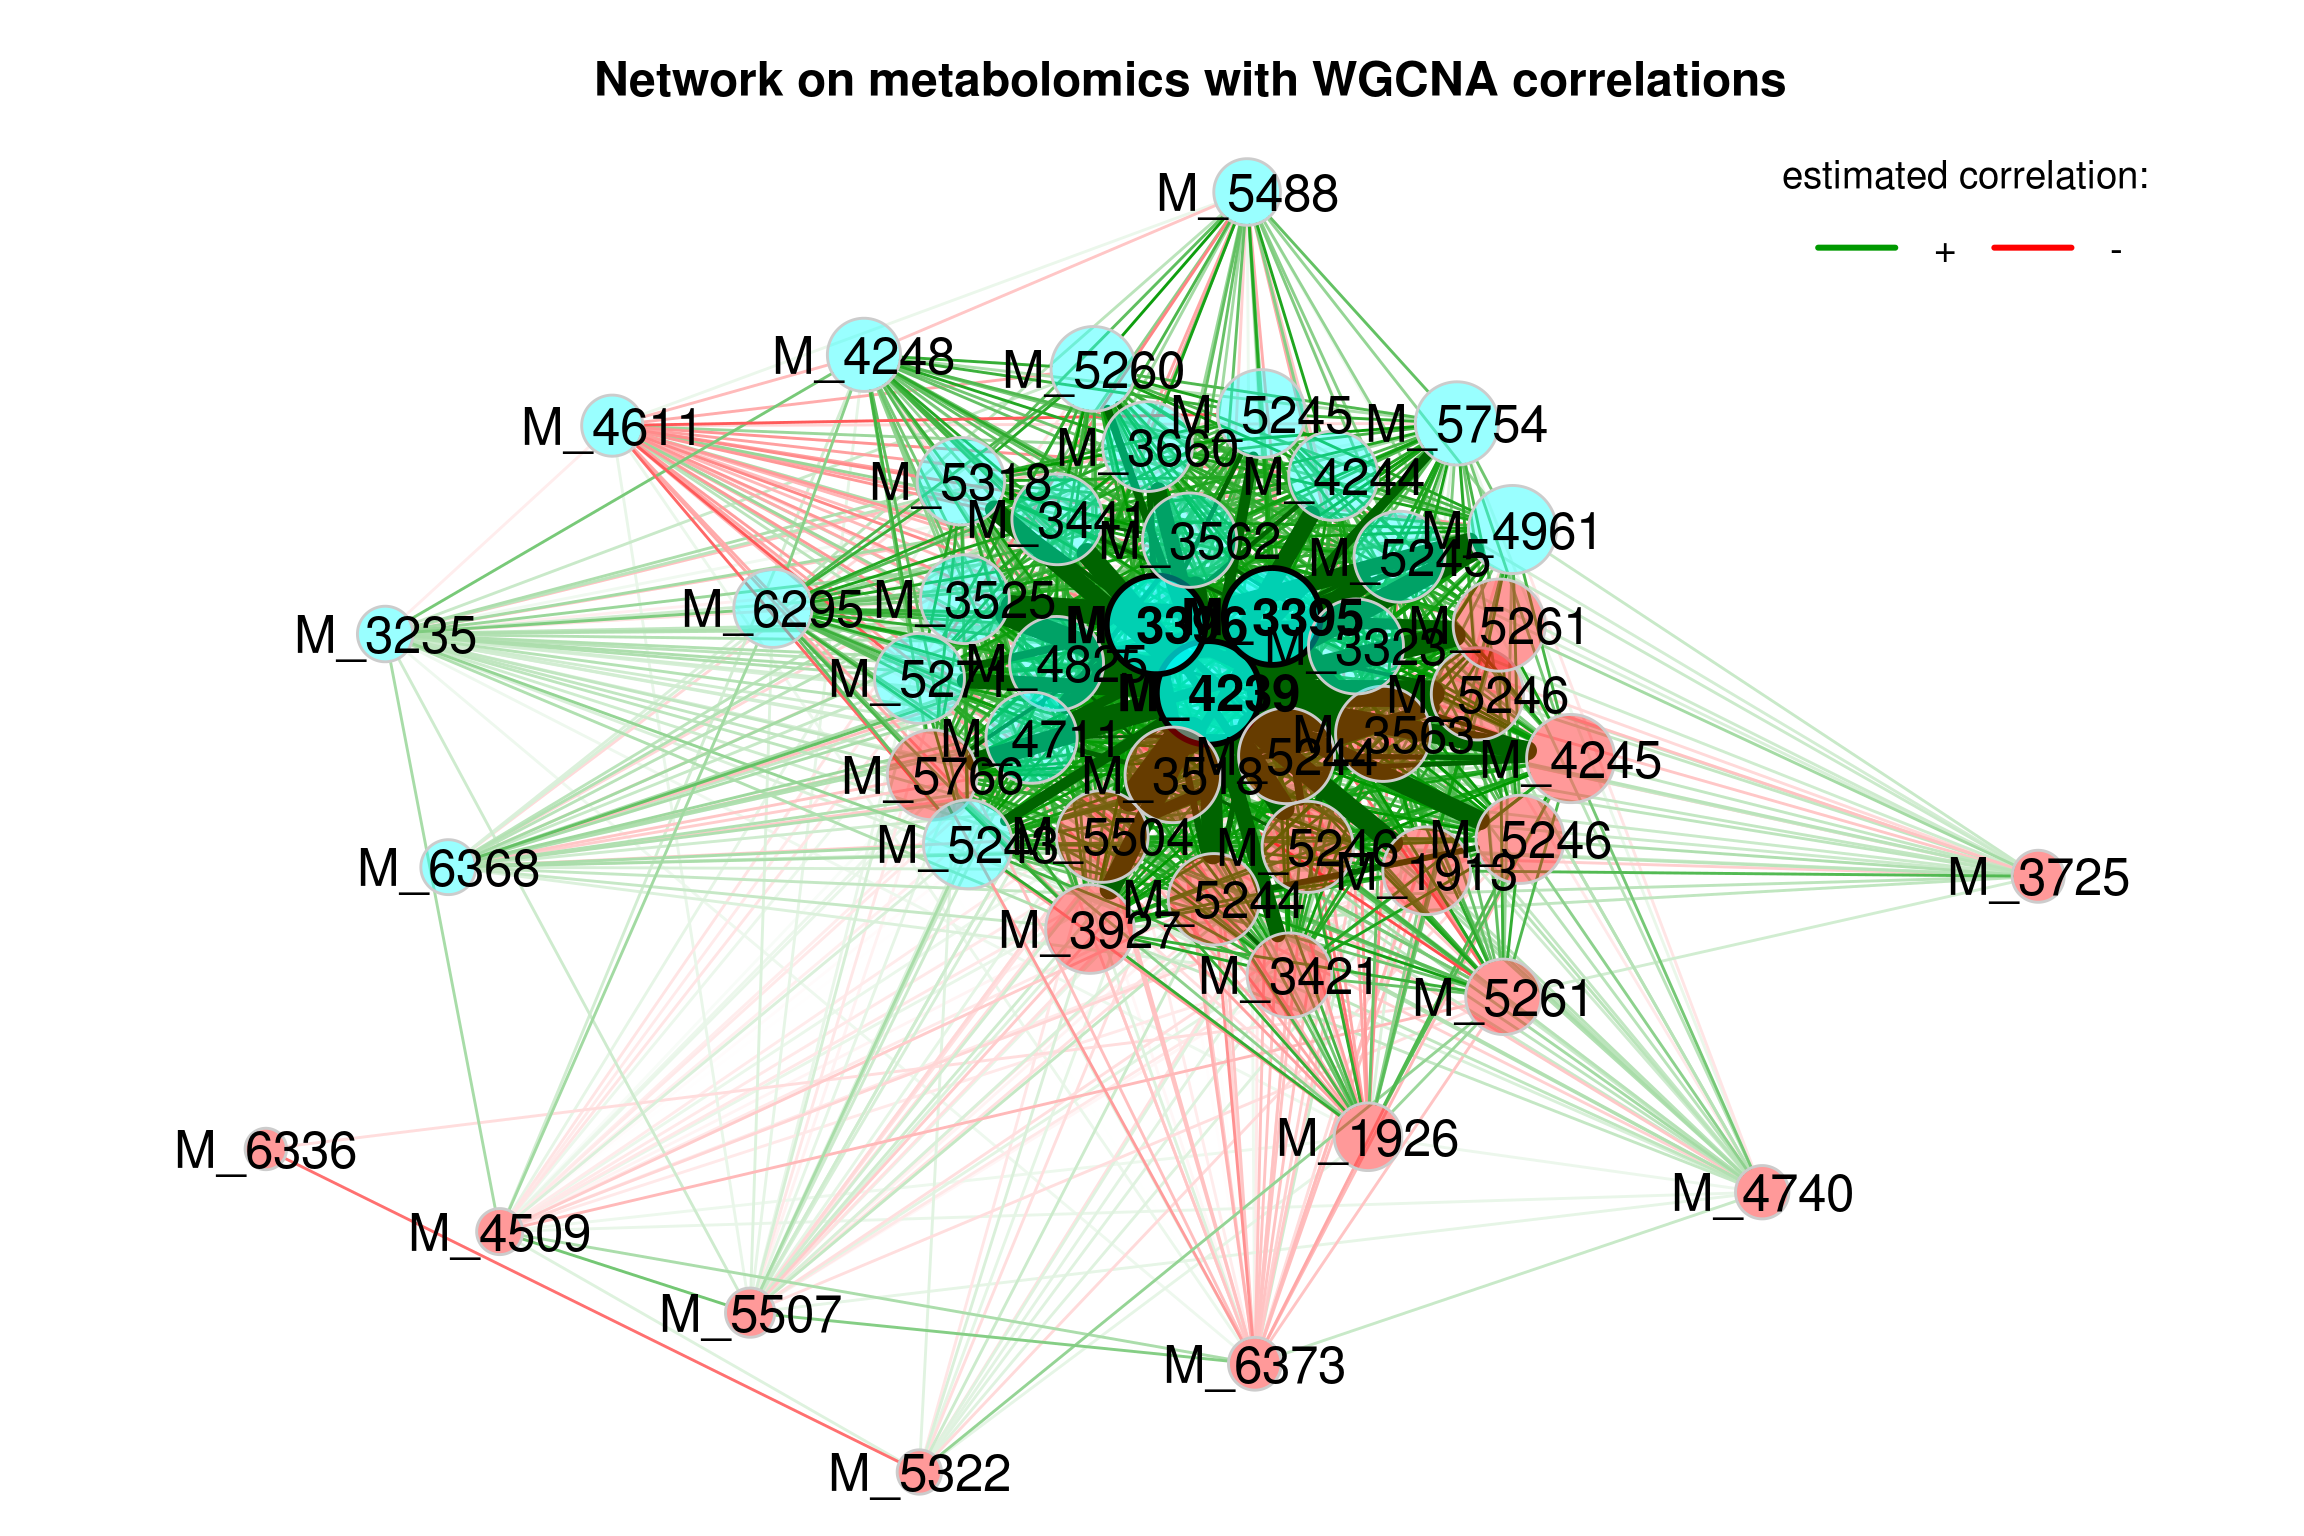 Network on metabolomics with WGCNA correlations
estimated correlation:
+ -
M_5488
M_4248
M_5260
M_4611
M_5245
M_5754
M_3660
M_5318
M_4244
M_3441
M_3562
M_4961
M_5245
M_6295
M_3525
M_3396
M_3395
M_5261
M_3235
M_3323
M_5271
M_4825
M_4239
M_5246
M_4711
M_3563
M_5766
M_3518
M_5244
M_4245
M_5243
M_5504
M_5246
M_5246
M_6368
M_1913
M_3725
M_5244
M_3927
M_3421
M_5261
M_6336
M_1926
M_4740
M_4509
M_5507
M_6373
M_5322